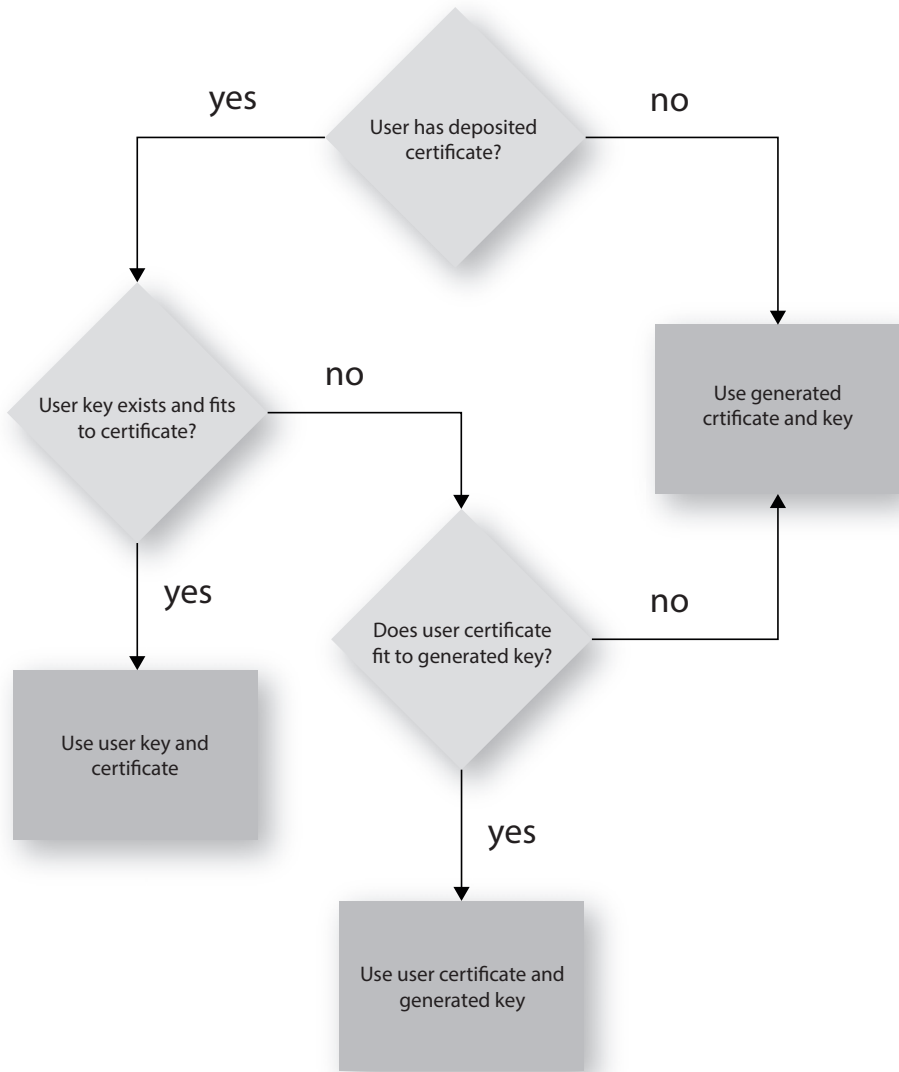 yes
User has deposited
certificate?
no
User key exists and fits
to certificate?
no
Use generated
crtificate and key
yes
Does user certificate
fit to generated key?
no
Use user key and
certificate
yes
Use user certificate and
generated key